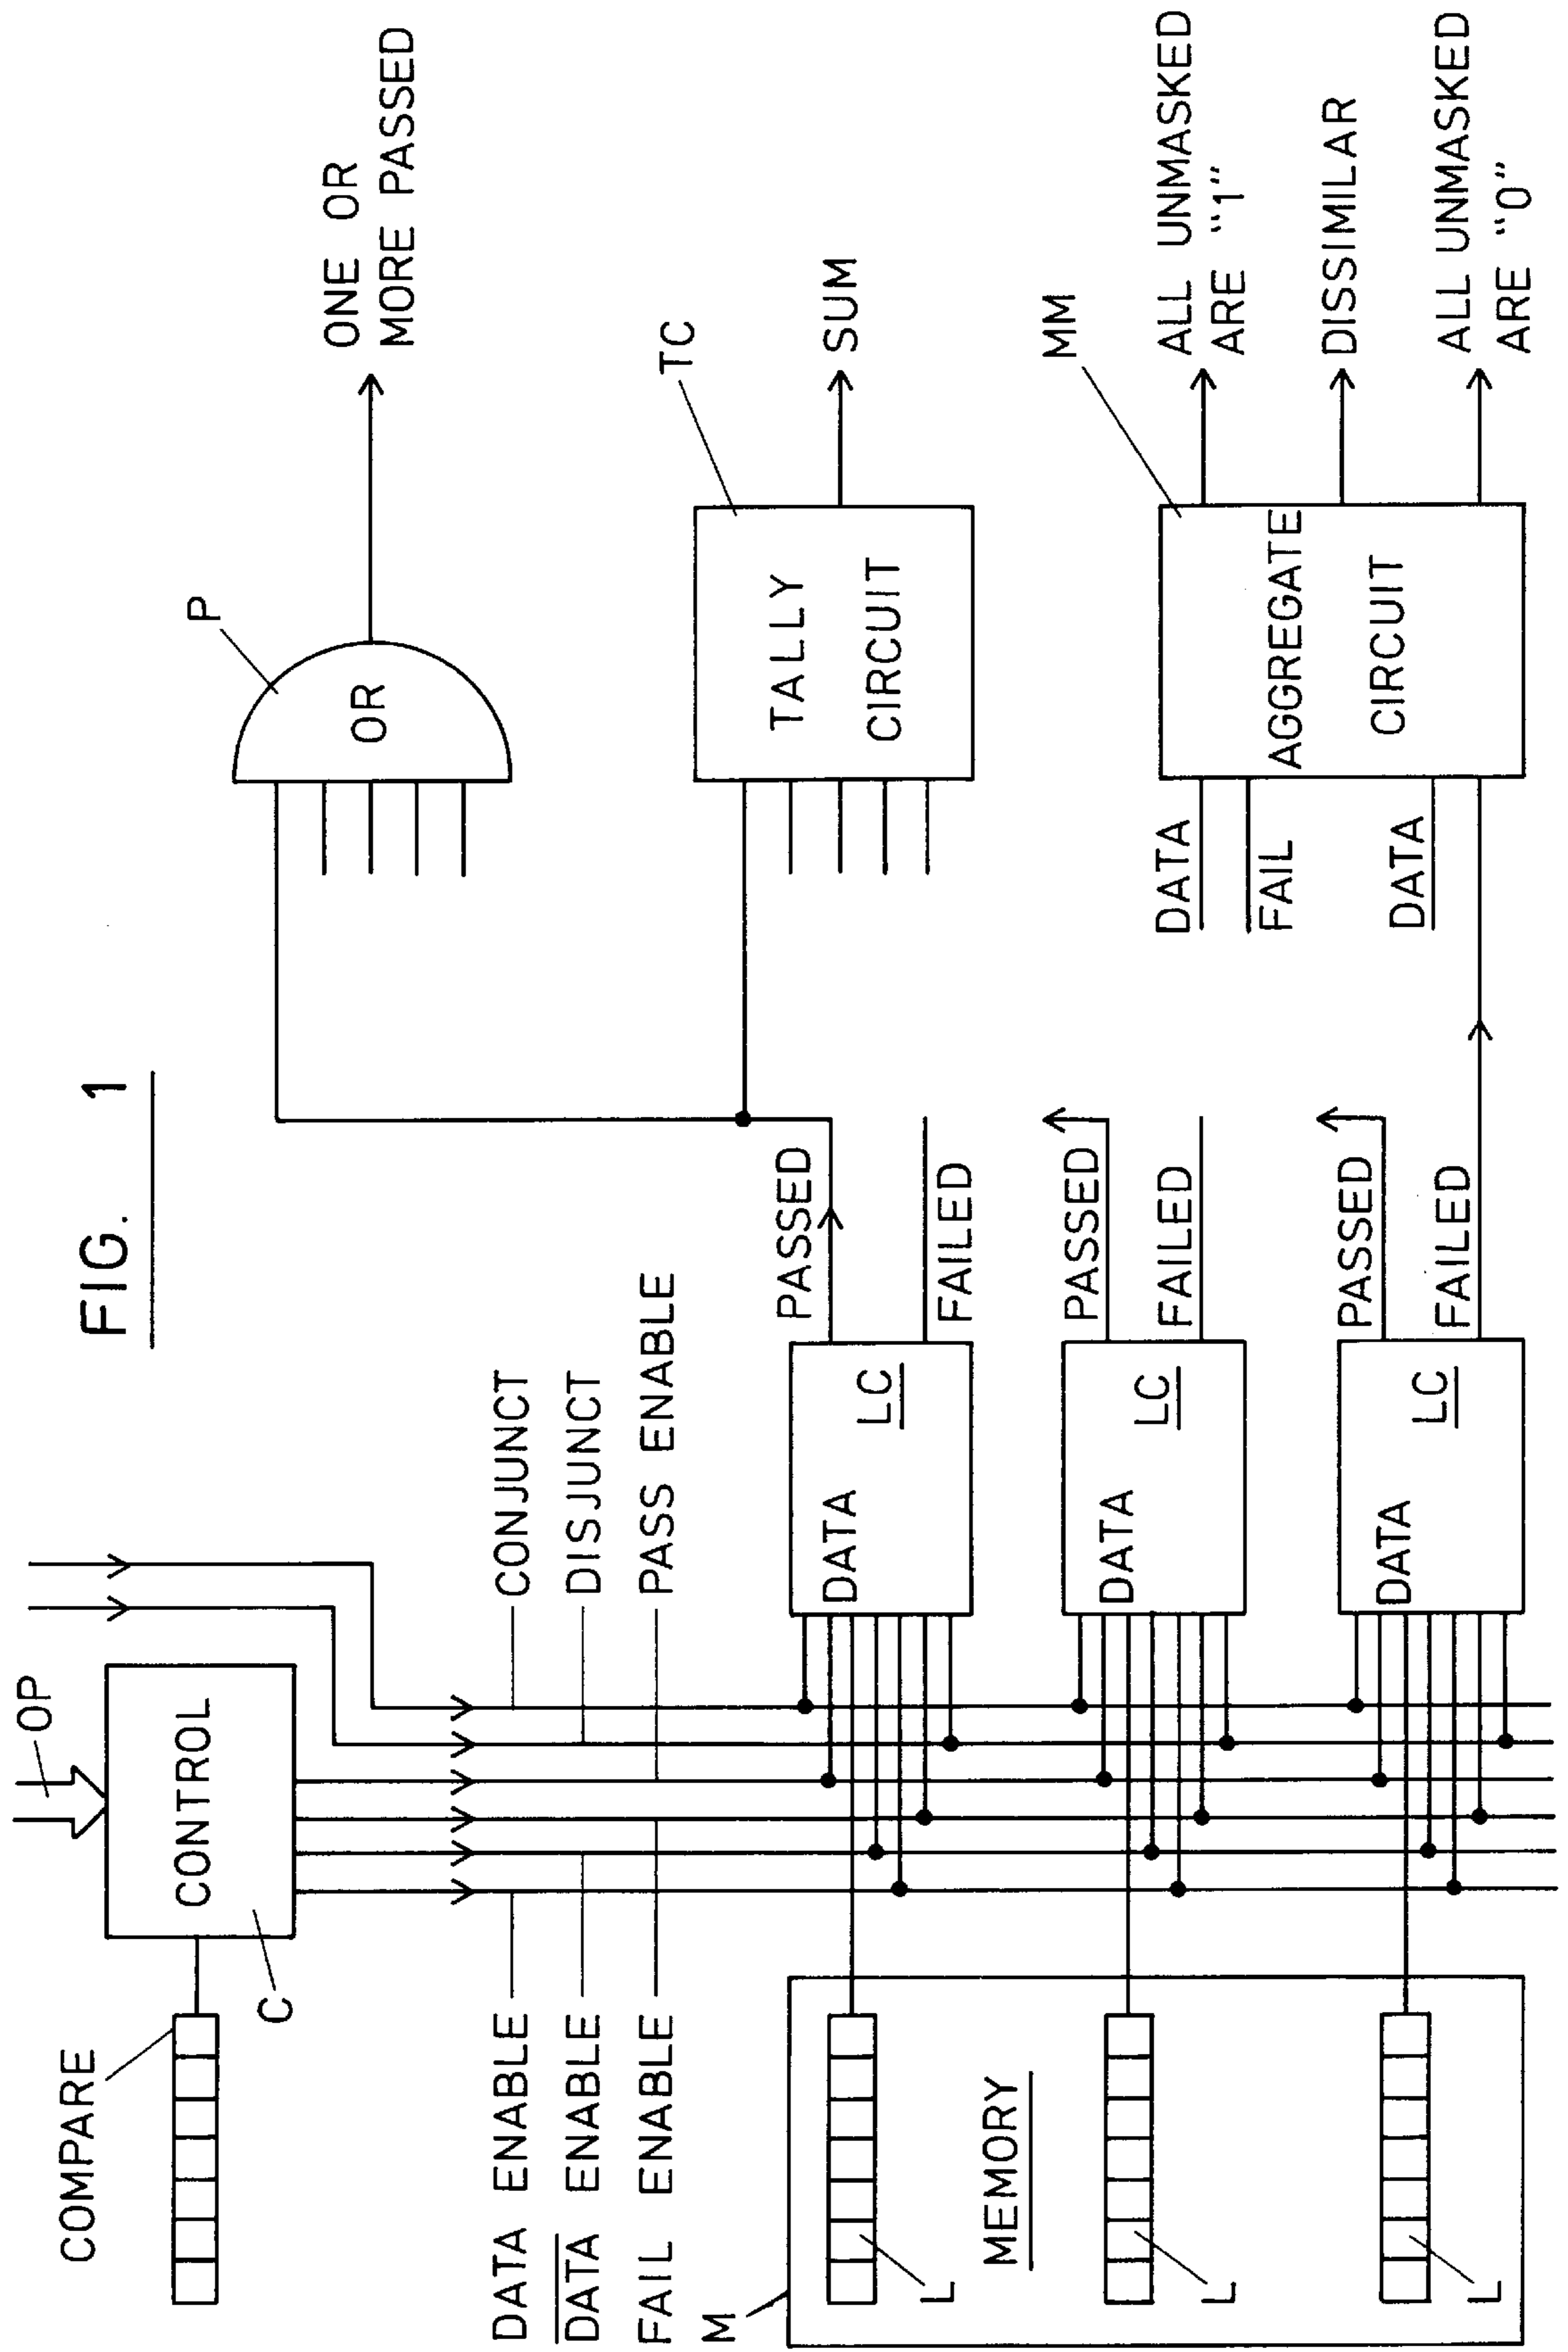 FIG. 1
COMPARE
OP
CONTROL
C
DATA ENABLE
DATA ENABLE
FAIL ENABLE
CONJUNCT
DISJUNCT
PASS ENABLE
M
MEMORY
L
L
L
DATA
LC
DATA
LC
DATA
LC
PASSED
FAILED
PASSED
FAILED
PASSED
FAILED
P
OR
ONE OR
MORE PASSED
TC
TALLY
CIRCUIT
SUM
MM
DATA
FAIL
DATA
AGGREGATE
CIRCUIT
ALL UNMASKED
ARE "1"
DISSIMILAR
ALL UNMASKED
ARE "0"